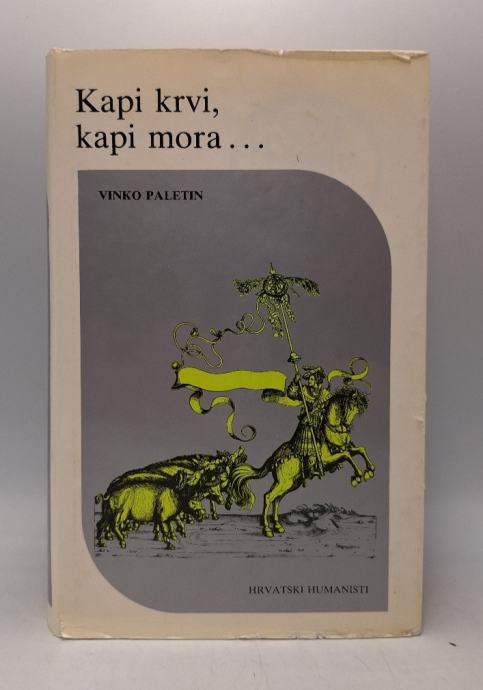 Kapi krvi,
kapi mora...
VINKO PALETIN
HRVATSKI HUMANISTI